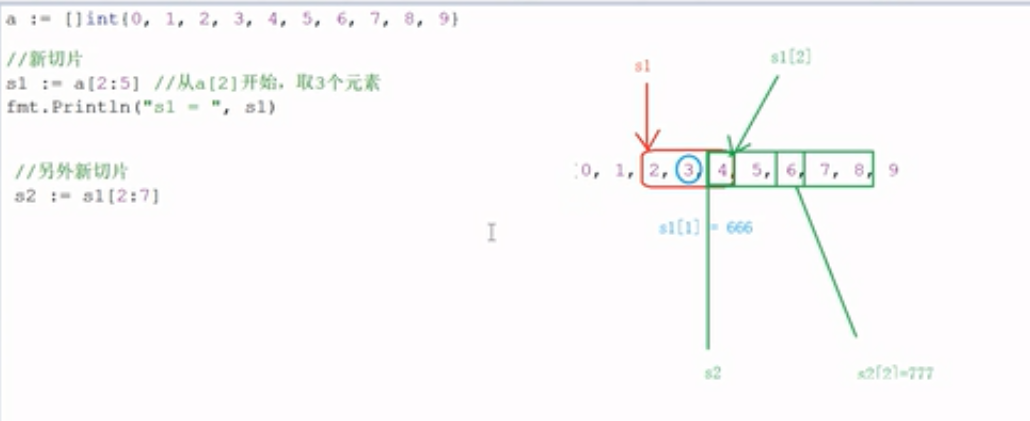 a := []int{0, 1, 2, 3, 4, 5, 6, 7, 8, 9}
//新切片
s1 := a[2:5] //从a[2]开始，取3个元素
fmt.Println("s1 = ", s1)
//另外新切片
s2 := s1[2:7]
s1
s1[2]
0, 1, 2, 3, 4, 5, 6, 7, 8, 9
s1[1] = 666
s2
s2[2]=777